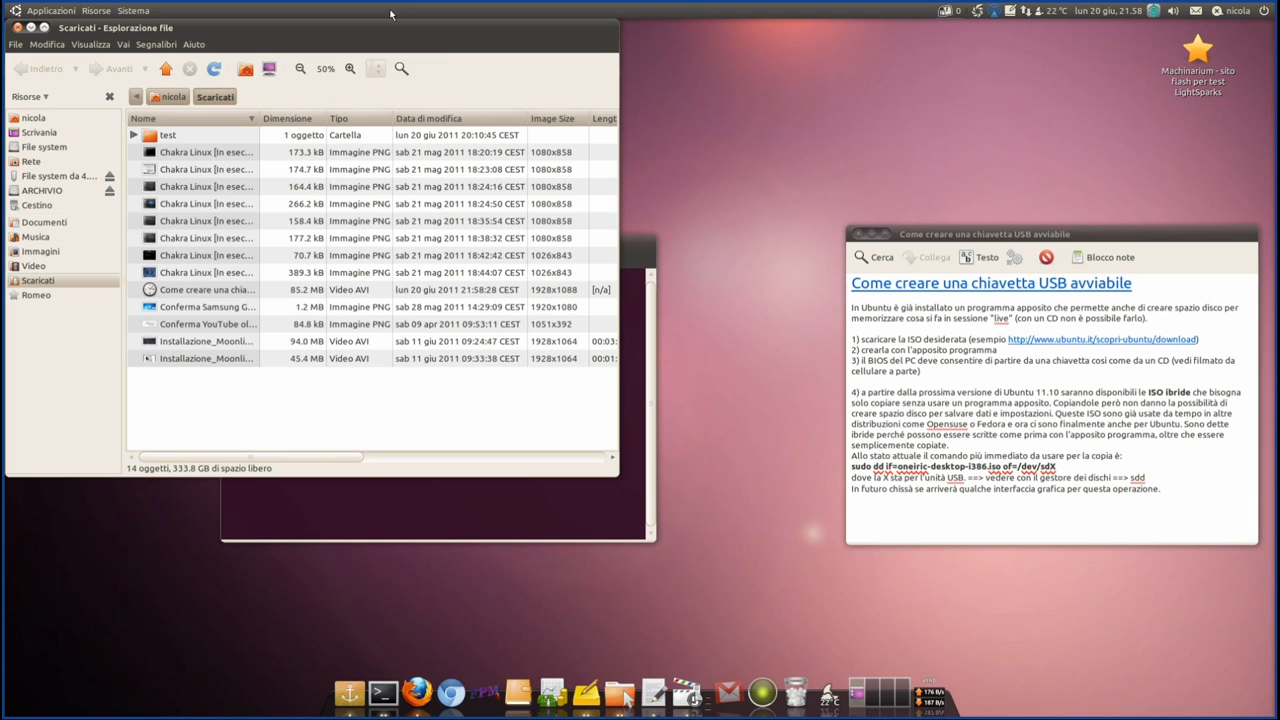 Applicazioni Risorse Sistema
0
22 °C lun 20 giu, 21.58 nicola
Scaricati - Esplorazione file
File Modifica Visualizza Vai Segnalibri Aiuto
Indietro Avanti 50%
Risorse nicola Scaricati
Nome Dimensione Tipo Data di modifica Image Size Lengt
test 1 oggetto Cartella lun 20 giu 2011 20:10:45 CEST
Chakra Linux [In esec... 173.3 kB Immagine PNG sab 21 mag 2011 18:20:19 CEST 1080x858
Chakra Linux [In esec... 174.7 kB Immagine PNG sab 21 mag 2011 18:23:08 CEST 1080x858
Chakra Linux [In esec... 164.4 kB Immagine PNG sab 21 mag 2011 18:24:16 CEST 1080x858
Chakra Linux [In esec... 266.2 kB Immagine PNG sab 21 mag 2011 18:24:50 CEST 1080x858
Chakra Linux [In esec... 158.4 kB Immagine PNG sab 21 mag 2011 18:35:54 CEST 1080x858
Chakra Linux [In esec... 177.2 kB Immagine PNG sab 21 mag 2011 18:38:32 CEST 1080x858
Chakra Linux [In esec... 70.7 kB Immagine PNG sab 21 mag 2011 18:42:42 CEST 1026x843
Chakra Linux [In esec... 389.3 kB Immagine PNG sab 21 mag 2011 18:44:07 CEST 1026x843
Come creare una chia... 85.2 MB Video AVI lun 20 giu 2011 21:58:28 CEST 1928x1088 [n/a]
Conferma Samsung G... 1.2 MB Immagine PNG sab 28 mag 2011 14:29:09 CEST 1920x1080
Conferma YouTube ol... 84.8 kB Immagine PNG sab 09 apr 2011 09:53:11 CEST 1051x392
Installazione_Moonli... 94.0 MB Video AVI sab 11 giu 2011 09:24:47 CEST 1928x1064 00:03:
Installazione_Moonli... 45.4 MB Video AVI sab 11 giu 2011 09:33:38 CEST 1928x1064 00:01:
nicola
Scrivania
File system
Rete
File system da 4....
ARCHIVIO
Cestino
Documenti
Musica
Immagini
Video
Scaricati
Romeo
14 oggetti, 333.8 GB di spazio libero
Machinarium - sito
flash per test
LightSparks
Come creare una chiavetta USB avviabile
Cerca Collega Testo Blocco note
Come creare una chiavetta USB avviabile
In Ubuntu è già installato un programma apposito che permette anche di creare spazio disco per
memorizzare cosa si fa in sessione "live" (con un CD non è possibile farlo).
1) scaricare la ISO desiderata (esempio http://www.ubuntu.it/scopri-ubuntu/download)
2) crearla con l'apposito programma
3) il BIOS del PC deve consentire di partire da una chiavetta cosi come da un CD (vedi filmato da
cellulare a parte)
4) a partire dalla prossima versione di Ubuntu 11.10 saranno disponibili le ISO ibride che bisogna
solo copiare senza usare un programma apposito. Copiandole però non danno la possibilità di
creare spazio disco per salvare dati e impostazioni. Queste ISO sono già usate da tempo in altre
distribuzioni come Opensuse o Fedora e ora ci sono finalmente anche per Ubuntu. Sono dette
ibride perché possono essere scritte come prima con l'apposito programma, oltre che essere
semplicemente copiate.
Allo stato attuale il comando più immediato da usare per la copia è:
sudo dd if=oneiric-desktop-i386.iso of=/dev/sdX
dove la X sta per l'unità USB. ==> vedere con il gestore dei dischi ==> sdd
In futuro chissà se arriverà qualche interfaccia grafica per questa operazione.
22°C
176 B/s
187 B/s